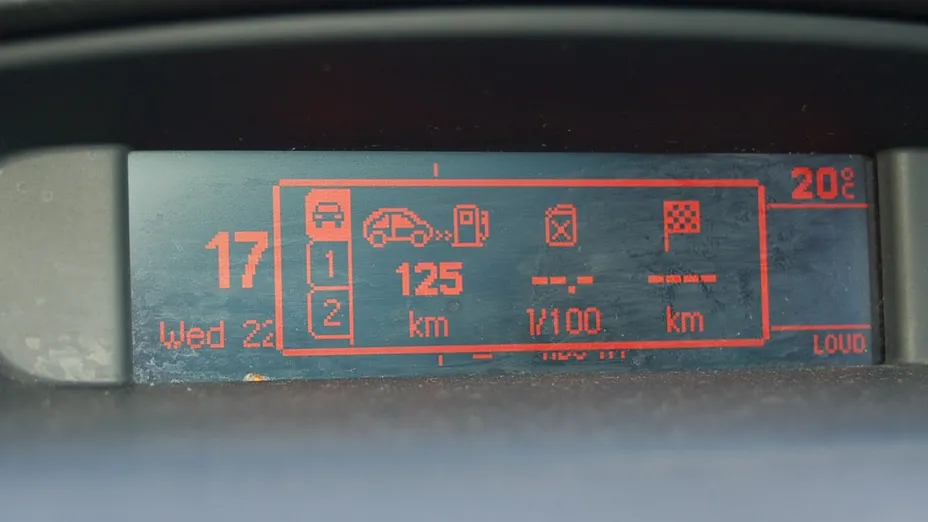 20°C
17
1
125 --.- ---
Wed 22
2
km l/100 km
LOUD